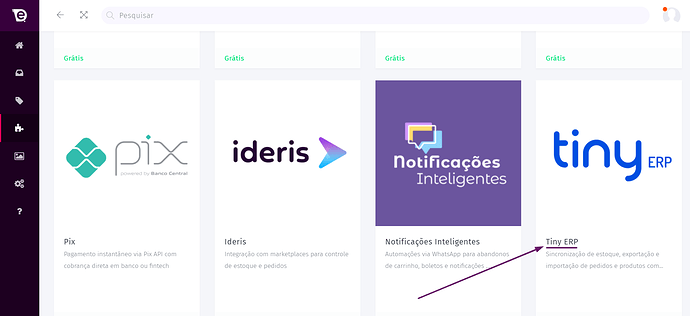 Pesquisar
Grátis
Grátis
Grátis
Grátis
pix
powered by Banco Central
ideris
Notificações
Inteligentes
tiny ERP
Pix
Pagamento instantâneo via Pix API com
cobrança direta em banco ou fintech
Ideris
Integração com marketplaces para controle
de estoque e pedidos
Notificações Inteligentes
Automações via WhatsApp para abandonos
de carrinho, boletos e notificações
Tiny ERP
Sincronização de estoque, exportação e
importação de pedidos e produtos com...